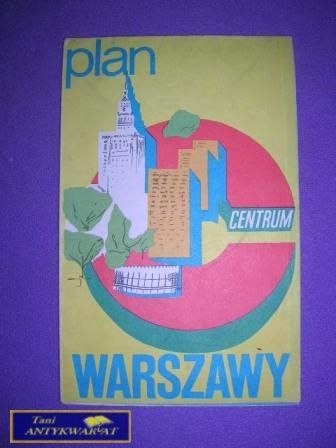 plan
CENTRUM
WARSZAWY
Tani
ANTYKWARIAT